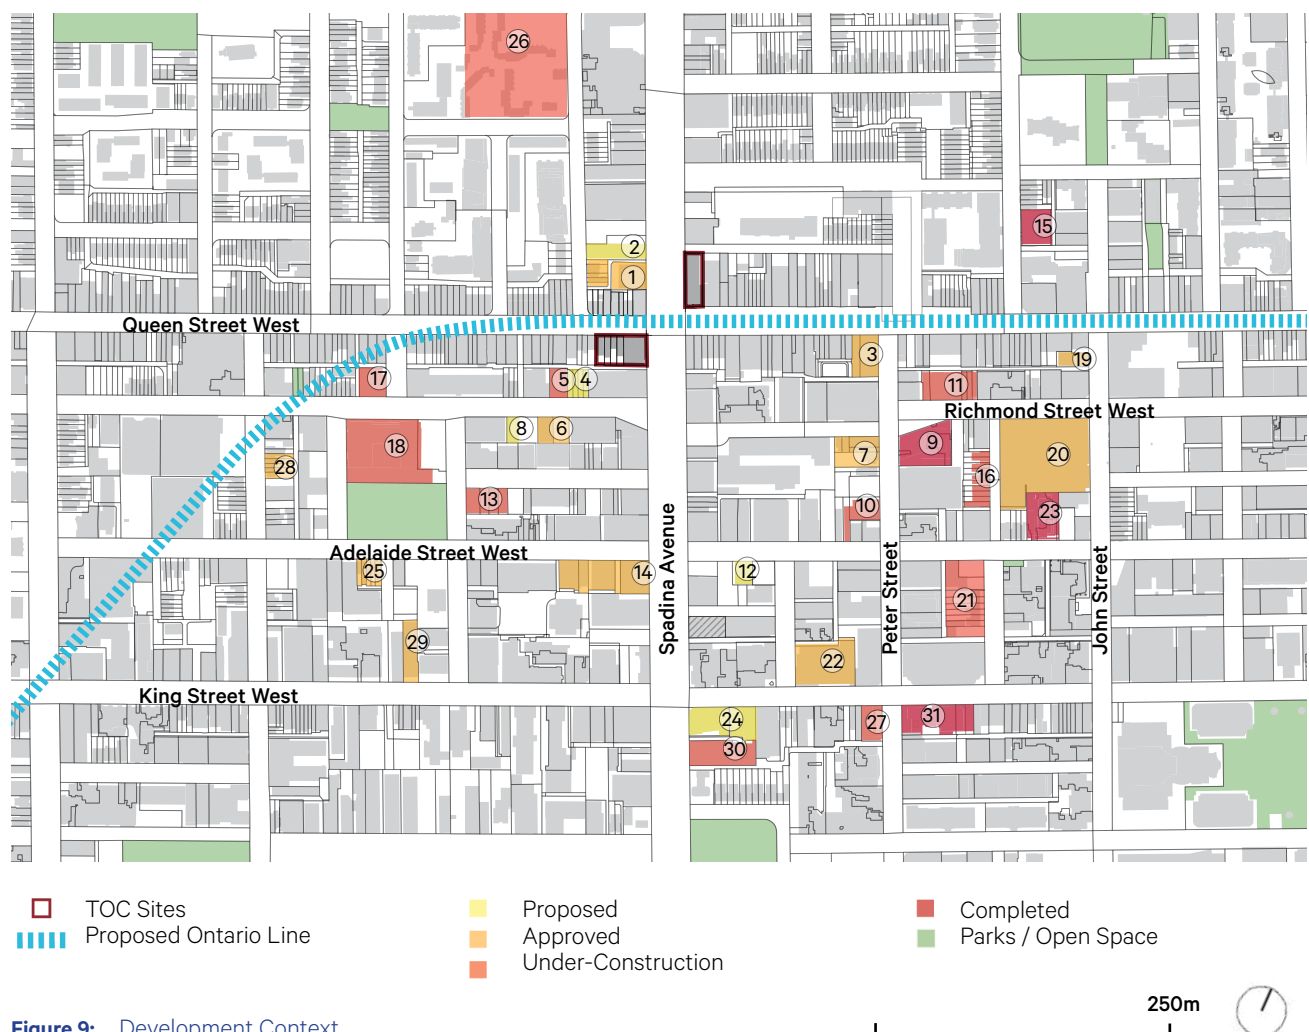 26
15
2
1
Queen Street West
3
19
17
5
4
11
Richmond Street West
8
6
9
18
7
20
28
16
13
10
23
Adelaide Street West
Spadina Avenue
Peter Street
John Street
25
14
12
21
29
22
King Street West
24
27
31
30
TOC Sites
Proposed Ontario Line
Proposed
Approved
Under-Construction
Completed
Parks / Open Space
250m
Figure 9: Development Context